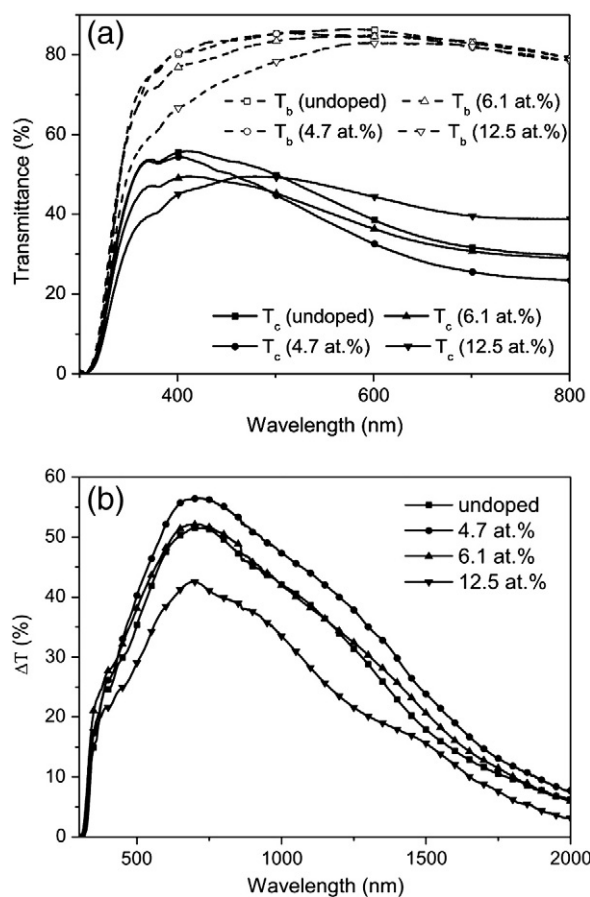 (a)
80
60
40
20
0
Transmittance (%)
T_b (undoped)
T_b (6.1 at.%)
T_b (4.7 at.%)
T_b (12.5 at.%)
T_c (undoped)
T_c (6.1 at.%)
T_c (4.7 at.%)
T_c (12.5 at.%)
400
600
800
Wavelength (nm)
(b)
60
50
40
30
20
10
0
ΔT (%)
undoped
4.7 at.%
6.1 at.%
12.5 at.%
500
1000
1500
2000
Wavelength (nm)